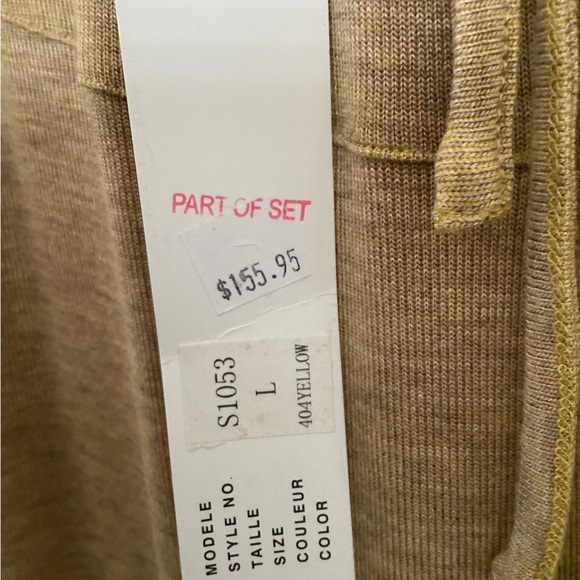 PART OF SET
$155.95
S1053
L
404YELLOW
MODELE
STYLE NO.
TAILLE
SIZE
COULEUR
COLOR